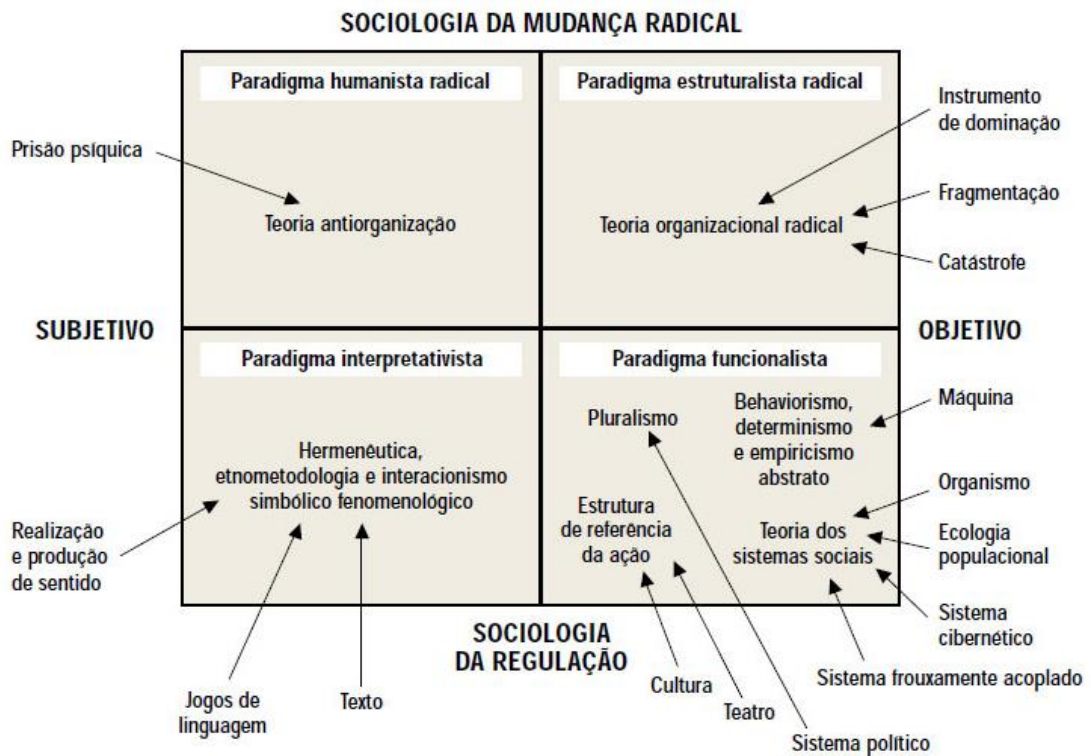 SOCIOLOGIA DA MUDANÇA RADICAL
Paradigma humanista radical
Paradigma estruturalista radical
Instrumento
de dominação
Prisão psíquica
Teoria antiorganização
Teoria organizacional radical
Fragmentação
Catástrofe
SUBJETIVO
OBJETIVO
Paradigma interpretativista
Paradigma funcionalista
Máquina
Pluralismo
Behaviorismo,
determinismo
e empiricismo
abstrato
Hermenêutica,
etnometodologia e interacionismo
simbólico fenomenológico
Organismo
Estrutura
de referência
da ação
Teoria dos
sistemas sociais
Ecologia
populacional
Realização
e produção
de sentido
Sistema
cibernético
SOCIOLOGIA
DA REGULAÇÃO
Jogos de
linguagem
Texto
Cultura
Teatro
Sistema frouxamente acoplado
Sistema político